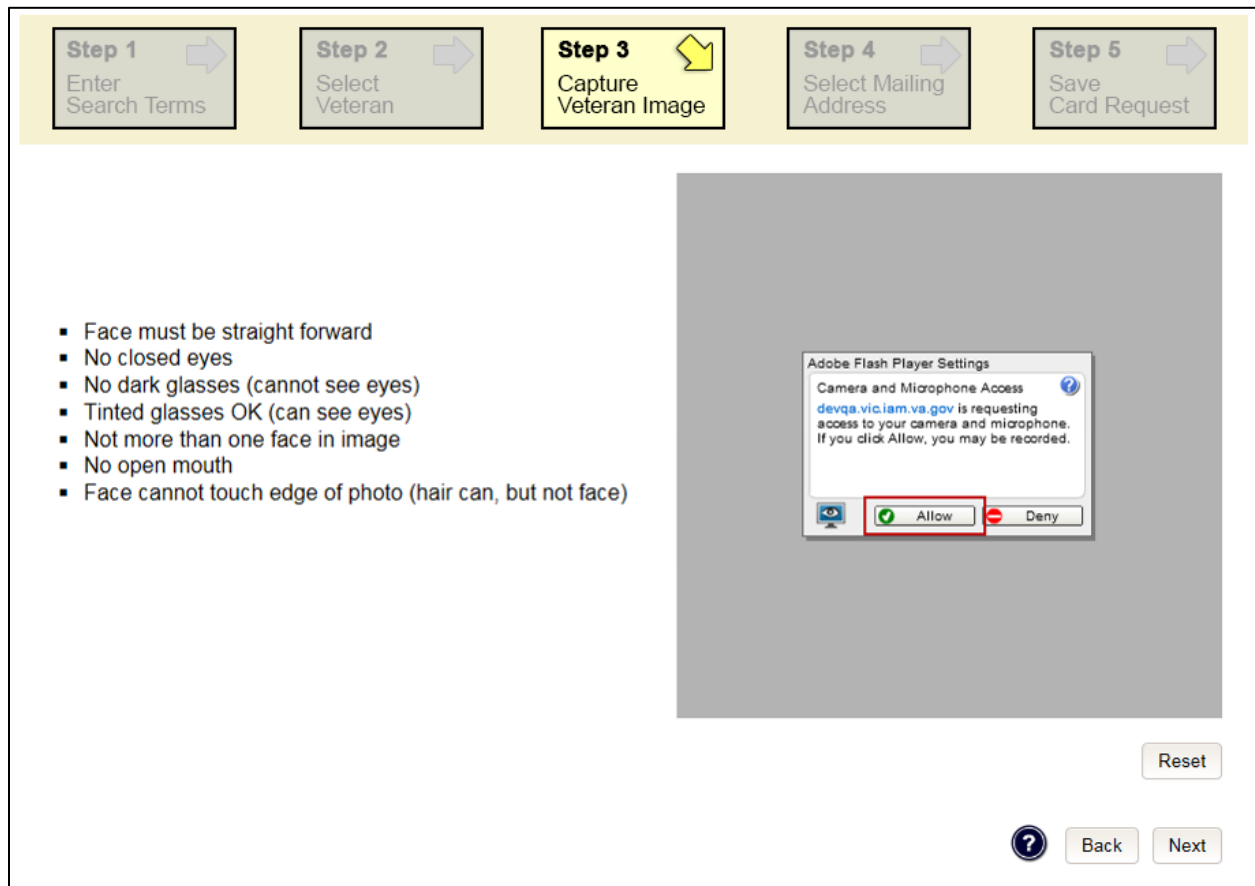 Step 1
Enter
Search Terms
Step 2
Select
Veteran
Step 3
Capture
Veteran Image
Step 4
Select Mailing
Address
Step 5
Save
Card Request
▪ Face must be straight forward
▪ No closed eyes
▪ No dark glasses (cannot see eyes)
▪ Tinted glasses OK (can see eyes)
▪ Not more than one face in image
▪ No open mouth
▪ Face cannot touch edge of photo (hair can, but not face)
Adobe Flash Player Settings
Camera and Microphone Access
?
devqa.vic.iam.va.gov is requesting
access to your camera and microphone.
If you click Allow, you may be recorded.
Allow
Deny
Reset
?
Back
Next